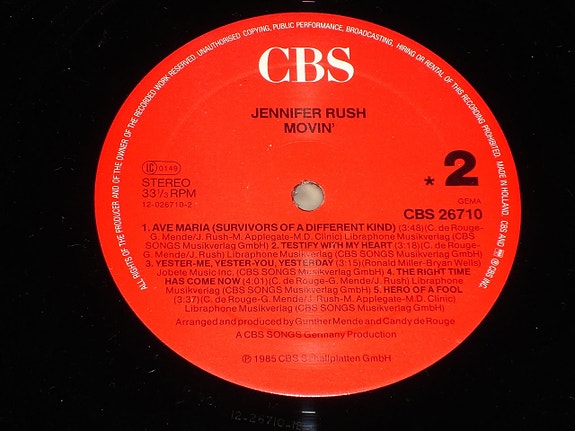 ALL RIGHTS OF THE PRODUCER AND OF THE OWNER OF THE RECORDED WORK RESERVED. UNAUTHORISED COPYING, PUBLIC PERFORMANCE, BROADCASTING, HIRING OR RENTAL OF THIS RECORDING PROHIBITED. MADE IN HOLLAND. CBS AND ® CBS INC.
CBS
JENNIFER RUSH
MOVIN'
LC 0149
STEREO
33 1/3 RPM
12-026710-2
* 2
GEMA
CBS 26710
1. AVE MARIA (SURVIVORS OF A DIFFERENT KIND) (3:48)(C. de Rouge-
G. Mende/J. Rush-M. Applegate-M.D. Clinic) Libraphone Musikverlag (CBS
SONGS Musikverlag GmbH) 2. TESTIFY WITH MY HEART (3:18)(C. de Rouge-
G. Mende/J. Rush) Libraphone Musikverlag (CBS SONGS Musikverlag GmbH)
3. YESTER-ME, YESTER-YOU, YESTERDAY (3:15)(Ronald Miller-Bryan Wells)
Jobete Music Inc. (CBS SONGS Musikverlag GmbH) 4. THE RIGHT TIME
HAS COME NOW (4:01)(C. de Rouge-G. Mende/J. Rush) Libraphone
Musikverlag (CBS SONGS Musikverlag GmbH) 5. HERO OF A FOOL
(3:37)(C. de Rouge-G. Mende/J. Rush-M. Applegate-M.D. Clinic)
Libraphone Musikverlag (CBS SONGS Musikverlag GmbH)
Arranged and produced by Gunther Mende and Candy de Rouge
A CBS SONGS Germany Production
℗ 1985 CBS Schallplatten GmbH